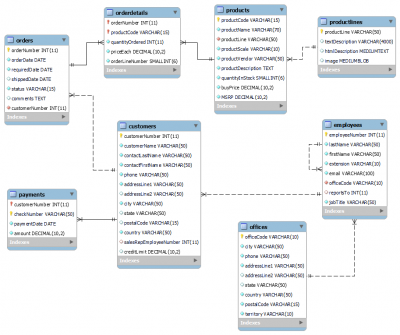 orders
orderNumber INT(11)
orderDate DATE
requiredDate DATE
shippedDate DATE
status VARCHAR(15)
comments TEXT
customerNumber INT(11)
Indexes
orderdetails
orderNumber INT(11)
productCode VARCHAR(15)
quantityOrdered INT(11)
priceEach DECIMAL(10,2)
orderLineNumber SMALLINT(6)
Indexes
products
productCode VARCHAR(15)
productName VARCHAR(70)
productLine VARCHAR(50)
productScale VARCHAR(10)
productVendor VARCHAR(50)
productDescription TEXT
quantityInStock SMALLINT(6)
buyPrice DECIMAL(10,2)
MSRP DECIMAL(10,2)
Indexes
productlines
productLine VARCHAR(50)
textDescription VARCHAR(4000)
htmlDescription MEDIUMTEXT
image MEDIUMBLOB
Indexes
customers
customerNumber INT(11)
customerName VARCHAR(50)
contactLastName VARCHAR(50)
contactFirstName VARCHAR(50)
phone VARCHAR(50)
addressLine1 VARCHAR(50)
addressLine2 VARCHAR(50)
city VARCHAR(50)
state VARCHAR(50)
postalCode VARCHAR(15)
country VARCHAR(50)
salesRepEmployeeNumber INT(11)
creditLimit DECIMAL(10,2)
Indexes
employees
employeeNumber INT(11)
lastName VARCHAR(50)
firstName VARCHAR(50)
extension VARCHAR(10)
email VARCHAR(100)
officeCode VARCHAR(10)
reportsTo INT(11)
jobTitle VARCHAR(50)
Indexes
payments
customerNumber INT(11)
checkNumber VARCHAR(50)
paymentDate DATE
amount DECIMAL(10,2)
Indexes
offices
officeCode VARCHAR(10)
city VARCHAR(50)
phone VARCHAR(50)
addressLine1 VARCHAR(50)
addressLine2 VARCHAR(50)
state VARCHAR(50)
country VARCHAR(50)
postalCode VARCHAR(15)
territory VARCHAR(10)
Indexes